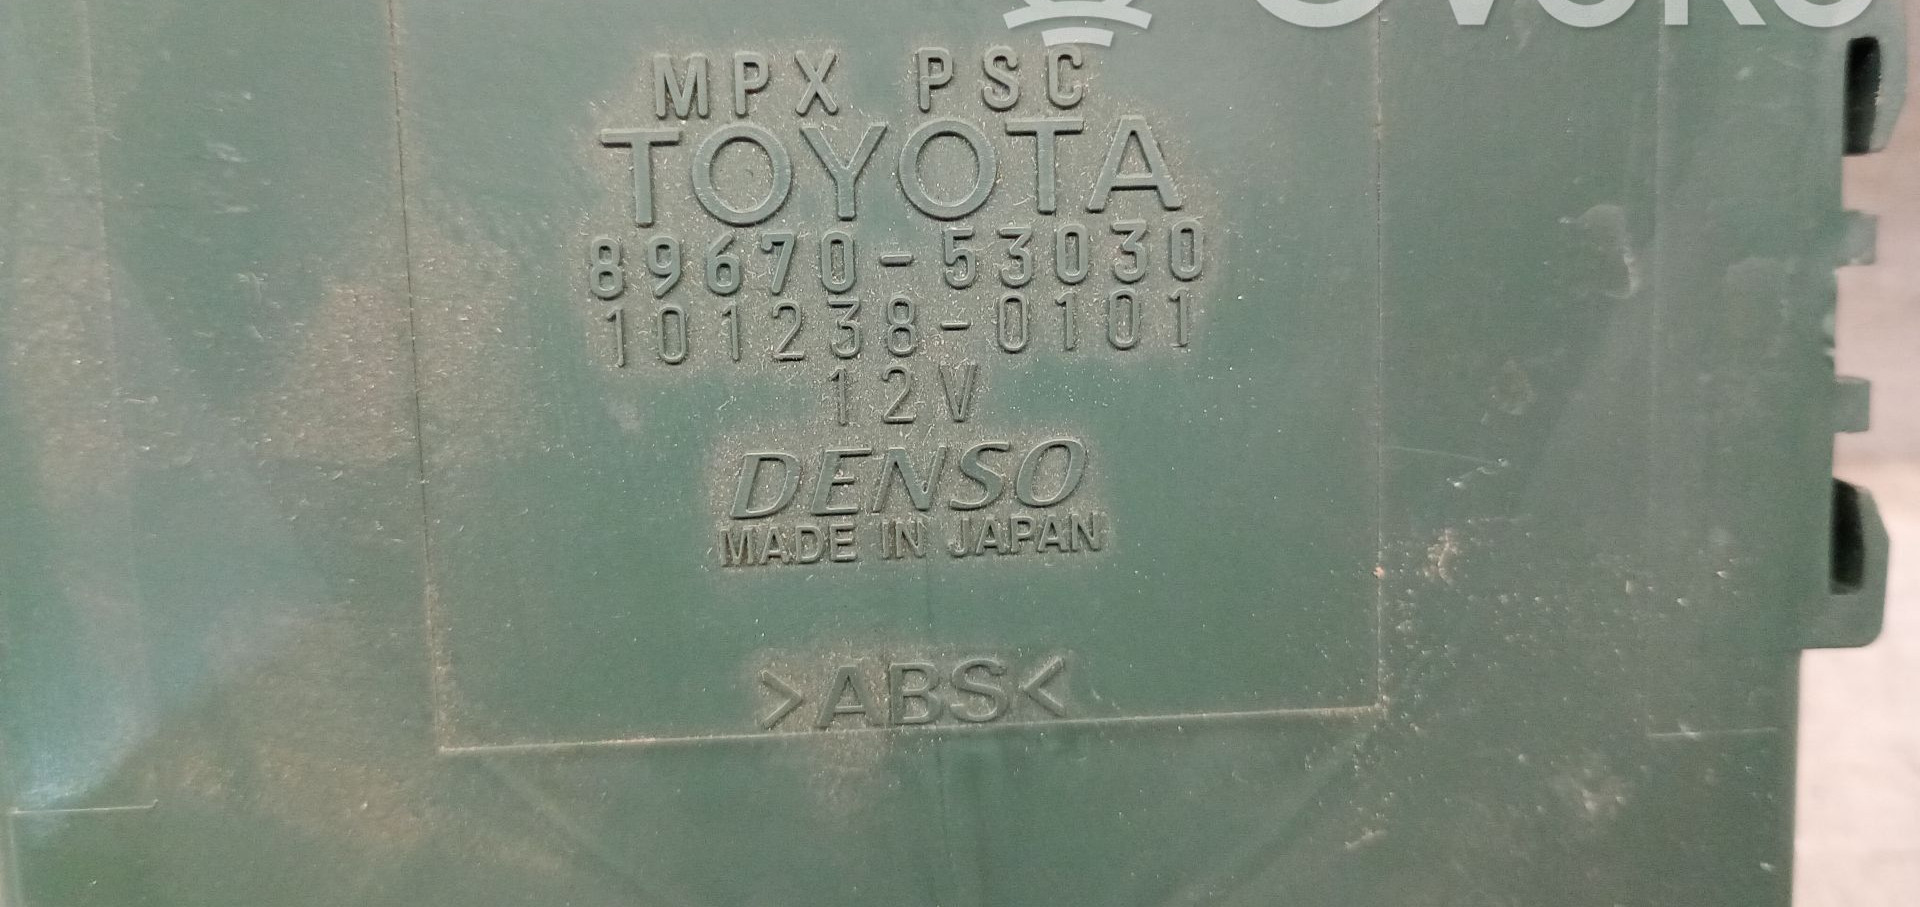 MPX PSC
TOYOTA
89670-53030
101238-0101
12V
DENSO
MADE IN JAPAN
>ABS<